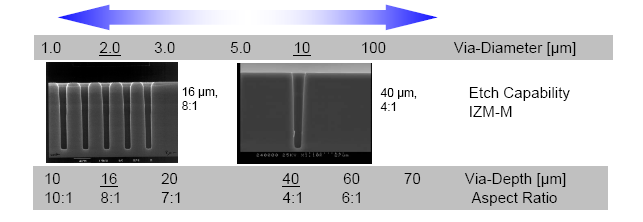 1.0 2.0 3.0 5.0 10 100 Via-Diameter [µm]
16 µm,
8:1
40 µm,
4:1
Etch Capability
IZM-M
10 16 20 40 60 70 Via-Depth [µm]
10:1 8:1 7:1 4:1 6:1 Aspect Ratio